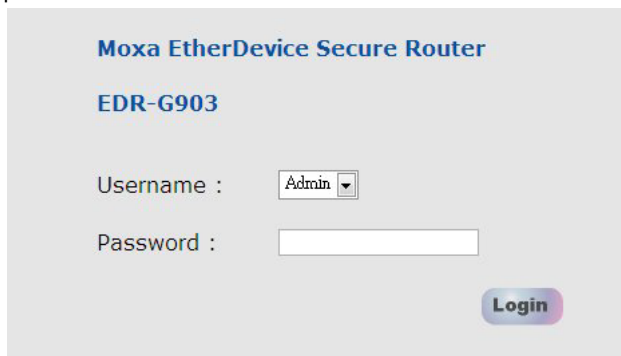 Moxa EtherDevice Secure Router
EDR-G903
Username : Admin
Password :
Login